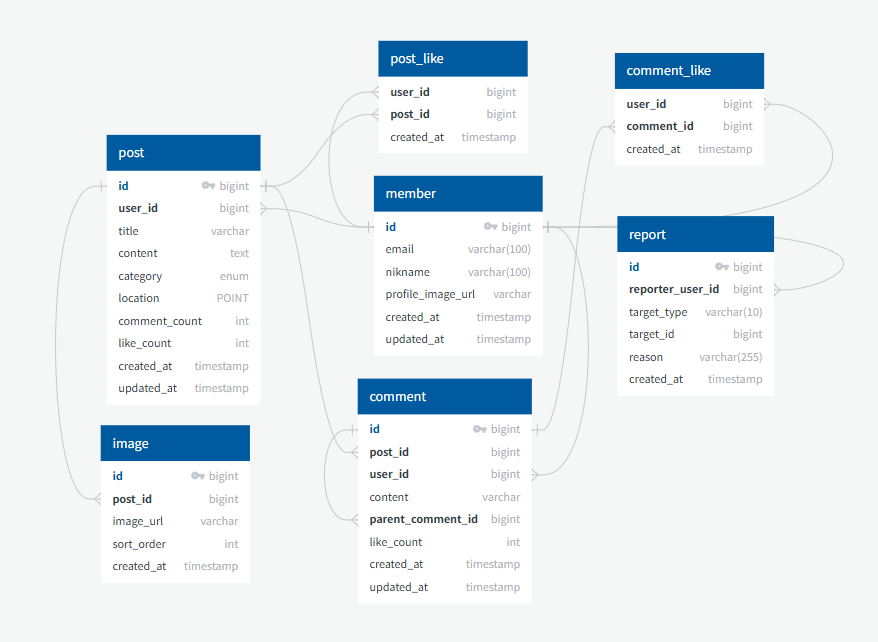 post
id bigint
user_id bigint
title varchar
content text
category enum
location POINT
comment_count int
like_count int
created_at timestamp
updated_at timestamp
image
id bigint
post_id bigint
image_url varchar
sort_order int
created_at timestamp
post_like
user_id bigint
post_id bigint
created_at timestamp
member
id bigint
email varchar(100)
nikname varchar(100)
profile_image_url varchar
created_at timestamp
updated_at timestamp
comment
id bigint
post_id bigint
user_id bigint
content varchar
parent_comment_id bigint
like_count int
created_at timestamp
updated_at timestamp
comment_like
user_id bigint
comment_id bigint
created_at timestamp
report
id bigint
reporter_user_id bigint
target_type varchar(10)
target_id bigint
reason varchar(255)
created_at timestamp